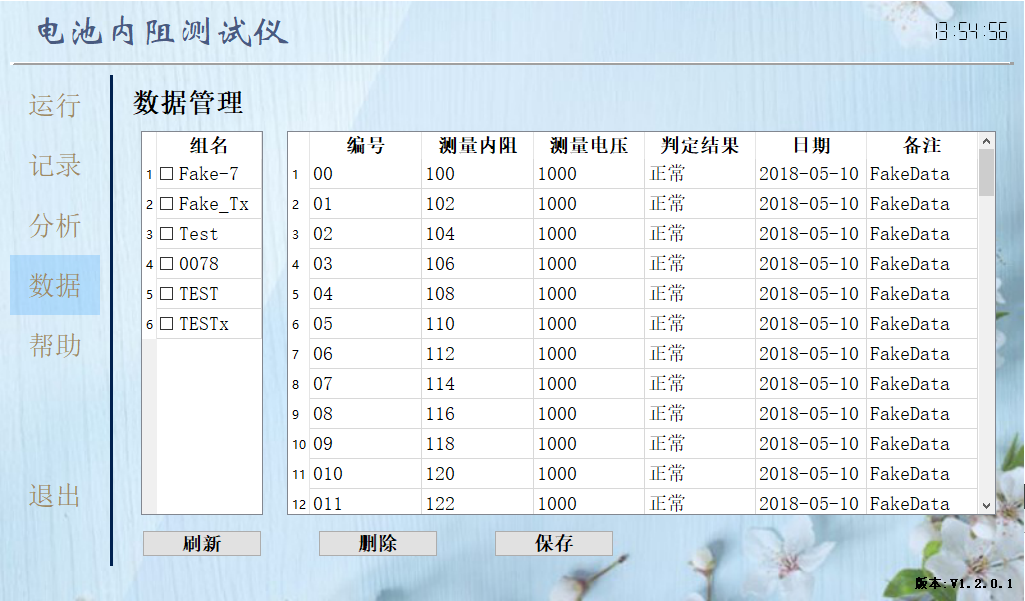 电池内阻测试仪
13:54:56
运行
记录
分析
数据
帮助
退出
数据管理
组名
1 Fake-7
2 Fake_Tx
3 Test
4 0078
5 TEST
6 TESTx
编号 测量内阻 测量电压 判定结果 日期 备注
1 00 100 1000 正常 2018-05-10 FakeData
2 01 102 1000 正常 2018-05-10 FakeData
3 02 104 1000 正常 2018-05-10 FakeData
4 03 106 1000 正常 2018-05-10 FakeData
5 04 108 1000 正常 2018-05-10 FakeData
6 05 110 1000 正常 2018-05-10 FakeData
7 06 112 1000 正常 2018-05-10 FakeData
8 07 114 1000 正常 2018-05-10 FakeData
9 08 116 1000 正常 2018-05-10 FakeData
10 09 118 1000 正常 2018-05-10 FakeData
11 010 120 1000 正常 2018-05-10 FakeData
12 011 122 1000 正常 2018-05-10 FakeData
刷新 删除 保存
版本:V1.2.0.1